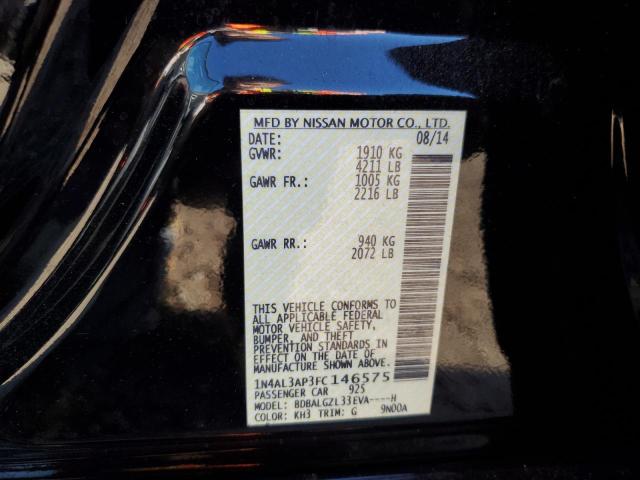 MFD BY NISSAN MOTOR CO., LTD.
DATE: 08/14
GVWR: 1910 KG
4211 LB
GAWR FR.: 1005 KG
2216 LB
GAWR RR.: 940 KG
2072 LB
THIS VEHICLE CONFORMS TO
ALL APPLICABLE FEDERAL
MOTOR VEHICLE SAFETY,
BUMPER, AND THEFT
PREVENTION STANDARDS IN
EFFECT ON THE DATE OF
MANUFACTURE SHOWN ABOVE.
1N4AL3AP3FC146575
PASSENGER CAR 925
MODEL: BDBALGZL33EVA----H
COLOR: KH3 TRIM: G 9N00A